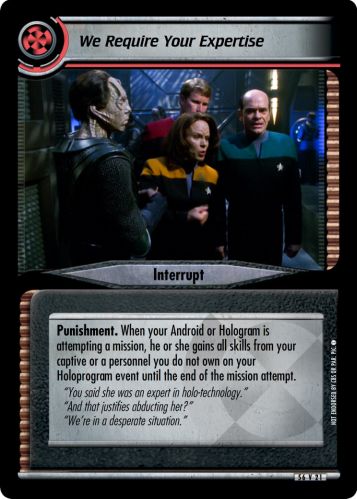 We Require Your Expertise
Interrupt
Punishment. When your Android or Hologram is
attempting a mission, he or she gains all skills from
your captive or a personnel you do not own on your
Holoprogram event until the end of the mission attempt.
"You said she was an expert in holo-technology."
"And that justifies abducting her?"
"We're in a desperate situation."
NOT ENDORSED BY CBS OR PAR. PIC.
56 V 21